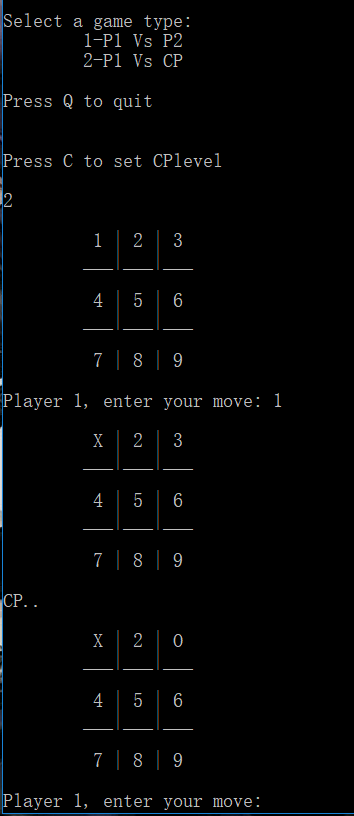 Select a game type:
1-P1 Vs P2
2-P1 Vs CP
Press Q to quit
Press C to set CPlevel
2
1 | 2 | 3
___|___|___
4 | 5 | 6
___|___|___
7 | 8 | 9
Player 1, enter your move: 1
X | 2 | 3
___|___|___
4 | 5 | 6
___|___|___
7 | 8 | 9
CP..
X | 2 | O
___|___|___
4 | 5 | 6
___|___|___
7 | 8 | 9
Player 1, enter your move: